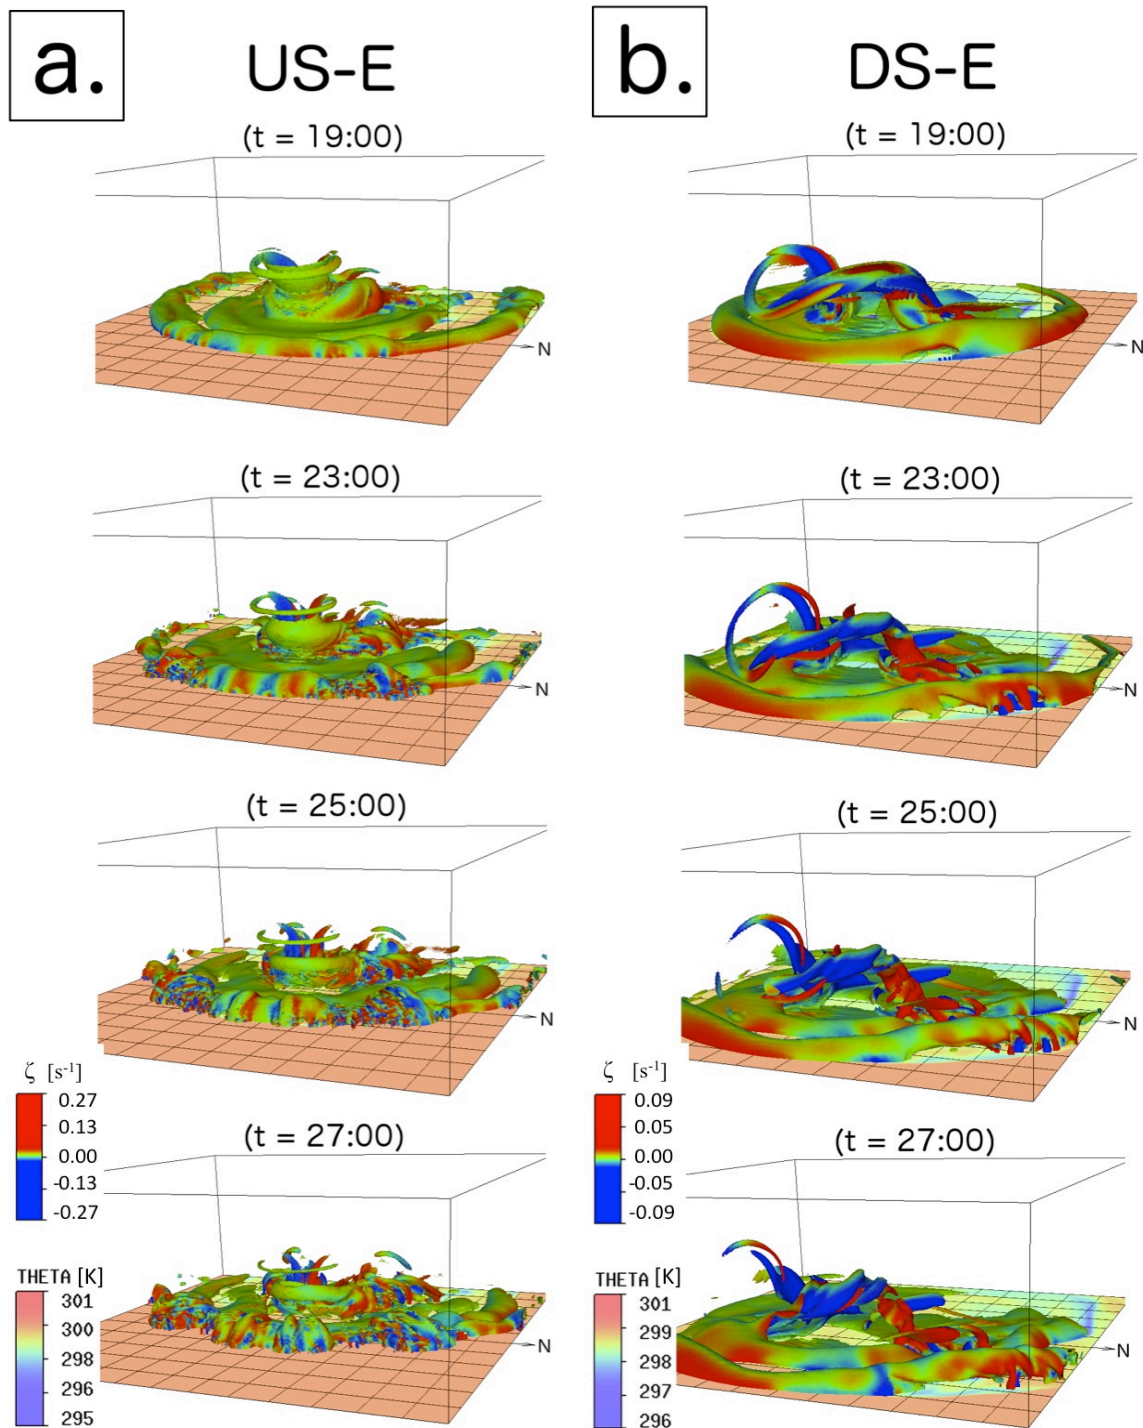 a.
US-E
(t = 19:00)
N
(t = 23:00)
N
(t = 25:00)
N
ζ [s⁻¹]
0.27
0.13
0.00
-0.13
-0.27
(t = 27:00)
N
THETA [K]
301
300
298
296
295
b.
DS-E
(t = 19:00)
N
(t = 23:00)
N
(t = 25:00)
N
ζ [s⁻¹]
0.09
0.05
0.00
-0.05
-0.09
(t = 27:00)
N
THETA [K]
301
299
298
297
296